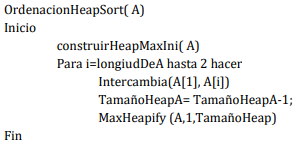 OrdenacionHeapSort( A)
Inicio
construirHeapMaxIni( A)
Para i=longiudDeA hasta 2 hacer
Intercambia(A[1], A[i])
TamañoHeapA= TamañoHeapA-1;
MaxHeapify (A,1,TamañoHeap)
Fin